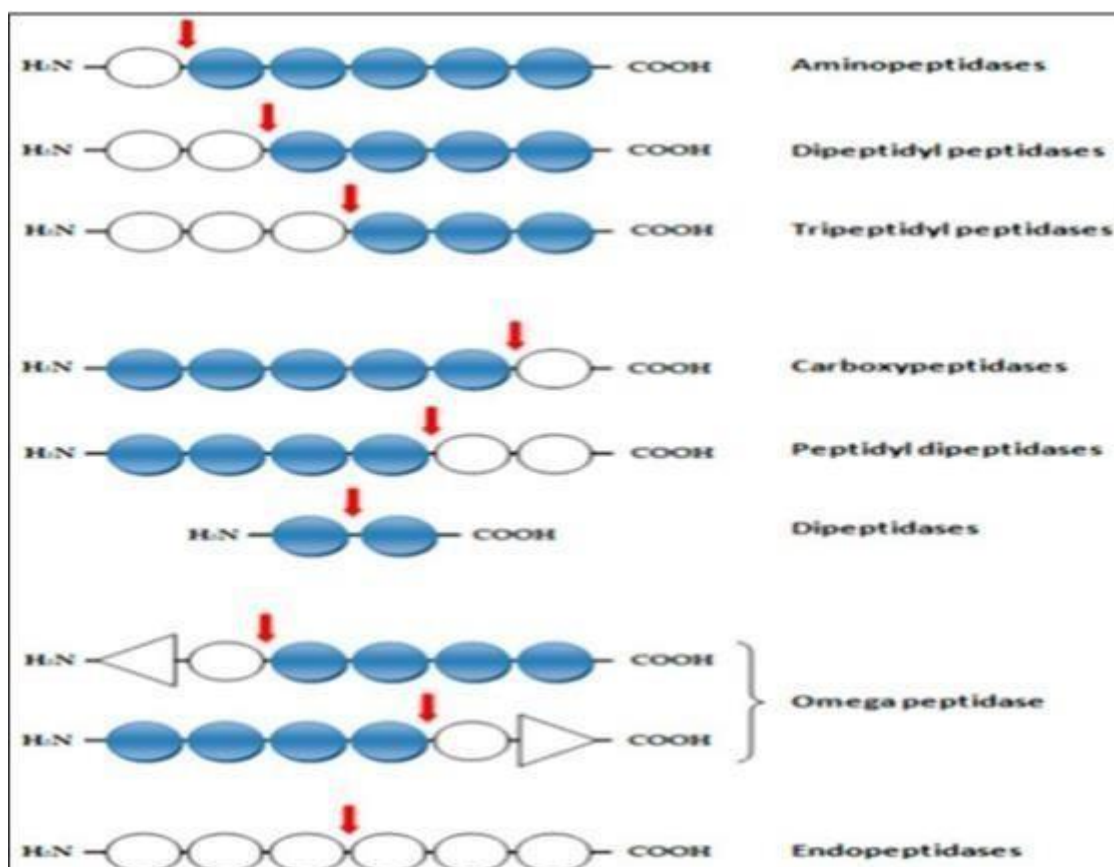 H₂N COOH Aminopeptidases
H₂N COOH Dipeptidyl peptidases
H₂N COOH Tripeptidyl peptidases
H₂N COOH Carboxypeptidases
H₂N COOH Peptidyl dipeptidases
H₂N COOH Dipeptidases
H₂N COOH
Omega peptidase
H₂N COOH
H₂N COOH Endopeptidases